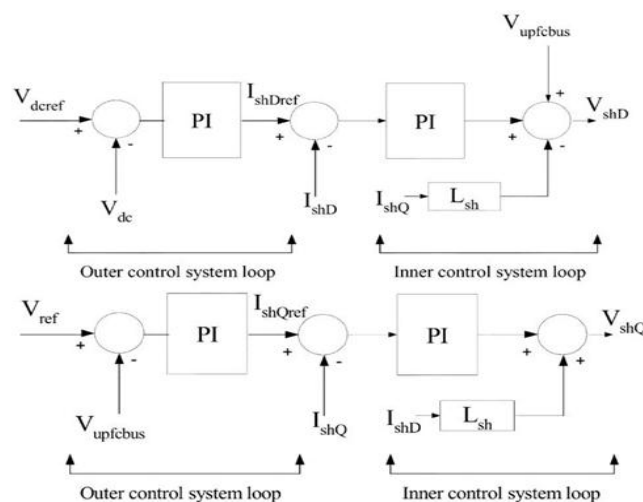 V_upfcbus
V_dcref
+
-
PI
I_shDref
+
-
PI
+
+
-
V_shD
V_dc
I_shD
I_shQ
L_sh
Outer control system loop
Inner control system loop
V_ref
+
-
PI
I_shQref
+
-
PI
+
+
V_shQ
V_upfcbus
I_shQ
I_shD
L_sh
Outer control system loop
Inner control system loop